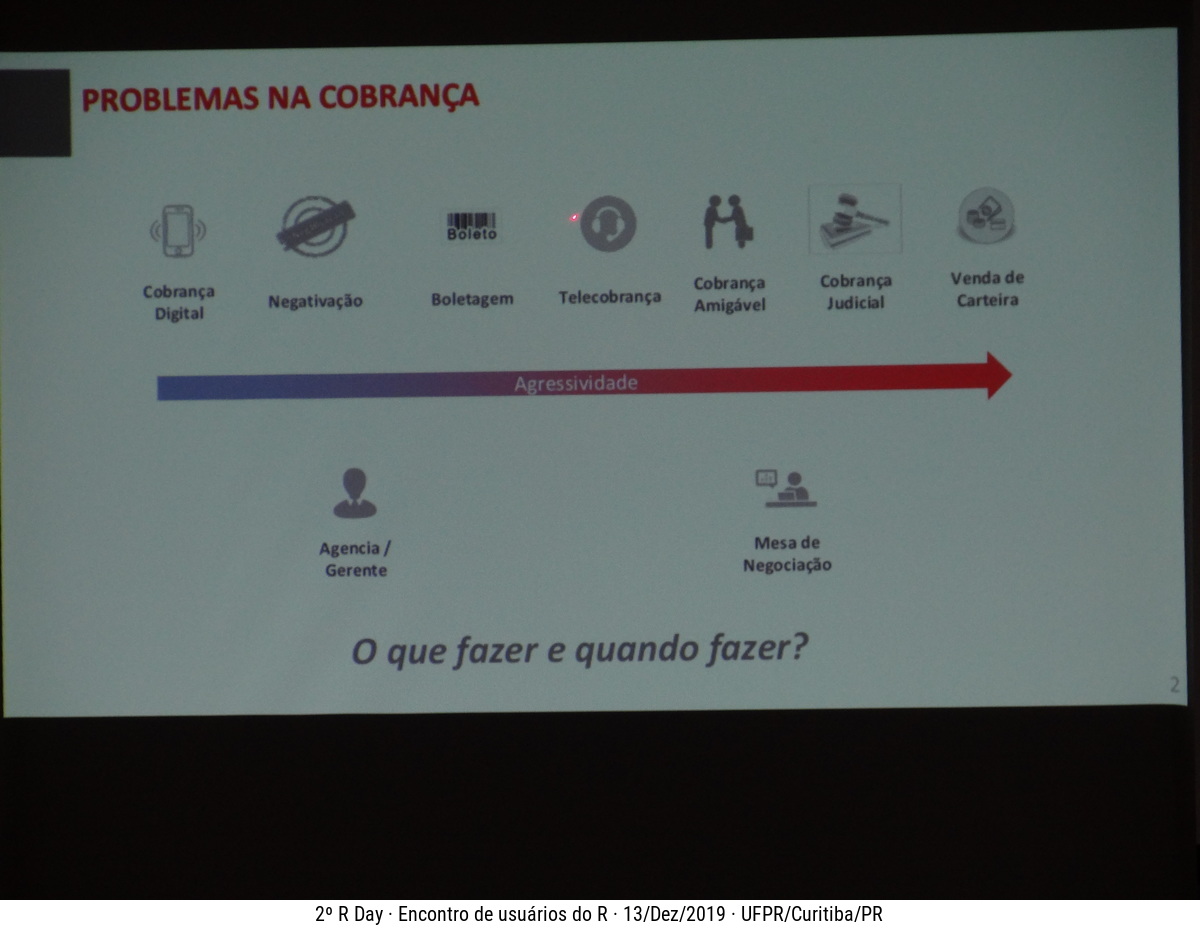 PROBLEMAS NA COBRANÇA
Boleto
Cobrança
Digital
Negativação
Boletagem
Telecobrança
Cobrança
Amigável
Cobrança
Judicial
Venda de
Carteira
Agressividade
Agencia /
Gerente
Mesa de
Negociação
O que fazer e quando fazer?
2
2º R Day · Encontro de usuários do R · 13/Dez/2019 · UFPR/Curitiba/PR